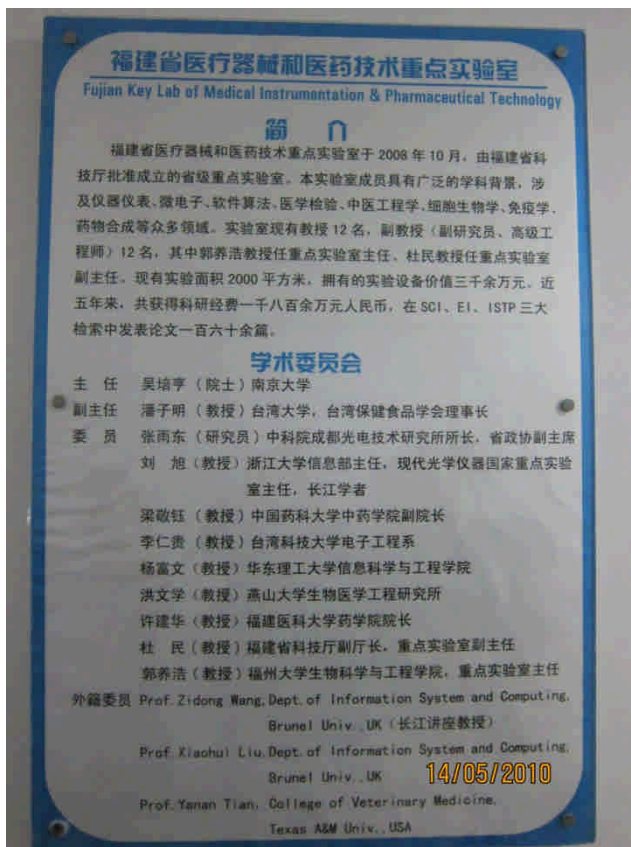 福建省医疗器械和医药技术重点实验室
Fujian Key Lab of Medical Instrumentation & Pharmaceutical Technology
简 介
福建省医疗器械和医药技术重点实验室于2008年10月，由福建省科
技厅批准成立的省级重点实验室。本实验室成员具有广泛的学科背景，涉
及仪器仪表、微电子、软件算法、医学检验、中医工程学、细胞生物学、免疫学、
药物合成等众多领域。实验室现有教授12名，副教授（副研究员、高级工
程师）12名，其中郭养浩教授任重点实验室主任、杜民教授任重点实验室
副主任。现有实验面积2000平方米，拥有的实验设备价值三千余万元。近
五年来，共获得科研经费一千八百余万元人民币，在SCI、EI、ISTP三大
检索中发表论文一百六十余篇。
学术委员会
主 任 吴培亨（院士）南京大学
副主任 潘子明（教授）台湾大学，台湾保健食品学会理事长
委 员 张雨东（研究员）中科院成都光电技术研究所所长，省政协副主席
刘 旭（教授）浙江大学信息部主任，现代光学仪器国家重点实验
室主任，长江学者
梁敬钰（教授）中国药科大学中药学院副院长
李仁贵（教授）台湾科技大学电子工程系
杨富文（教授）华东理工大学信息科学与工程学院
洪文学（教授）燕山大学生物医学工程研究所
许建华（教授）福建医科大学药学院院长
杜 民（教授）福建省科技厅副厅长，重点实验室副主任
郭养浩（教授）福州大学生物科学与工程学院，重点实验室主任
外籍委员 Prof.Zidong Wang,Dept.of Information System and Computing,
Brunel Univ.,UK（长江讲座教授）
Prof.Xiaohui Liu,Dept.of Information System and Computing,
Brunel Univ.,UK
14/05/2010
Prof.Yanan Tian, College of Veterinary Medicine,
Texas A&M Univ.,USA